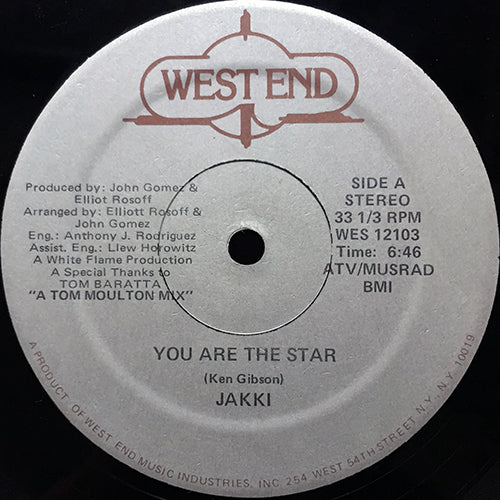 WEST END
Produced by: John Gomez &
Elliot Rosoff
Arranged by: Elliott Rosoff &
John Gomez
Eng.: Anthony J. Rodriguez
Assist. Eng.: Llew Horowitz
A White Flame Production
A Special Thanks to
TOM BARATTA
"A TOM MOULTON MIX"
SIDE A
STEREO
33 1/3 RPM
WES 12103
Time: 6:46
ATV/MUSRAD
BMI
YOU ARE THE STAR
(Ken Gibson)
JAKKI
A PRODUCT OF WEST END MUSIC INDUSTRIES, INC. 254 WEST 54TH STREET N.Y., N.Y. 10019